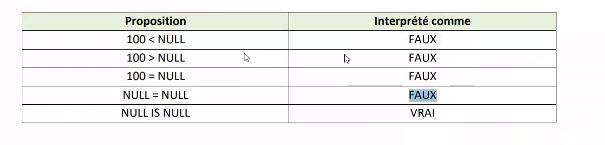 Proposition Interprété comme
100 < NULL FAUX
100 > NULL FAUX
100 = NULL FAUX
NULL = NULL FAUX
NULL IS NULL VRAI